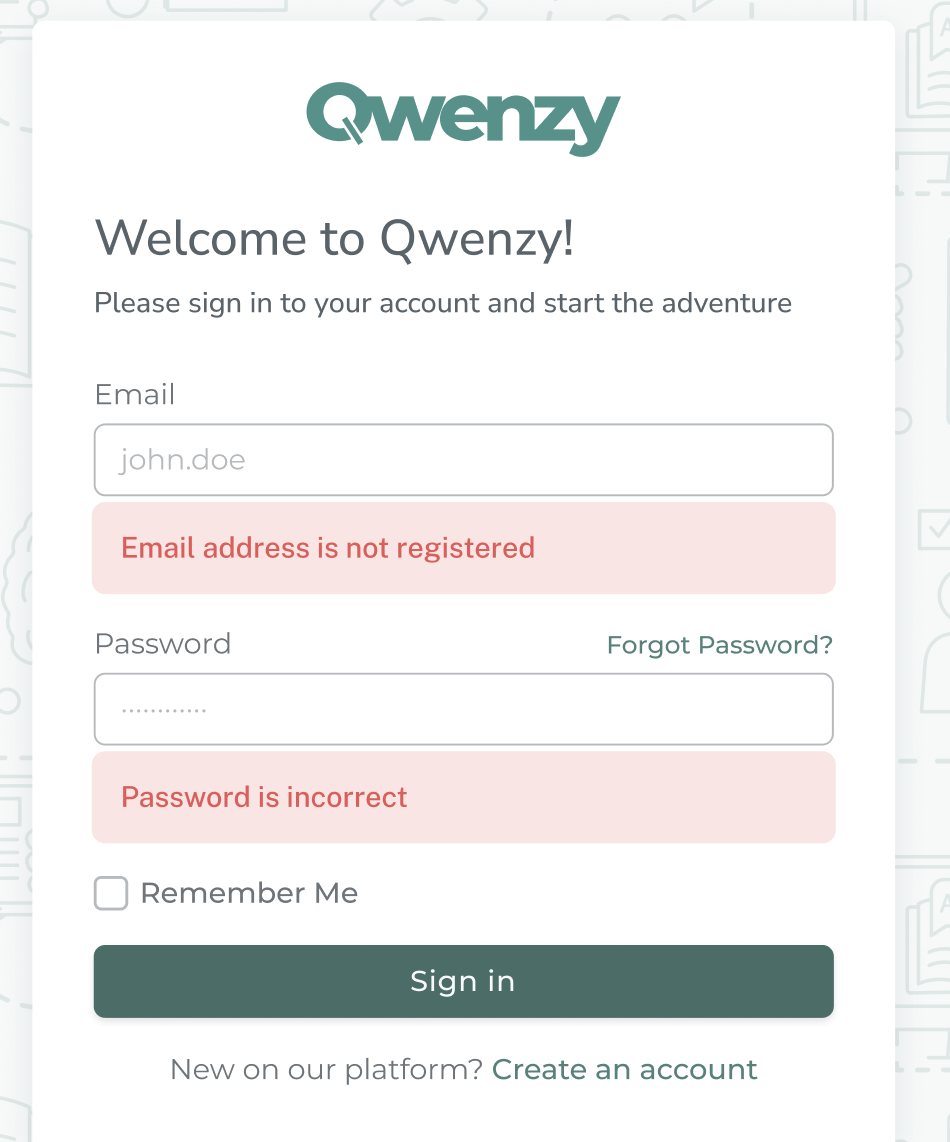 Qwenzy
Welcome to Qwenzy!
Please sign in to your account and start the adventure
Email
john.doe
Email address is not registered
Password Forgot Password?
············
Password is incorrect
Remember Me
Sign in
New on our platform? Create an account